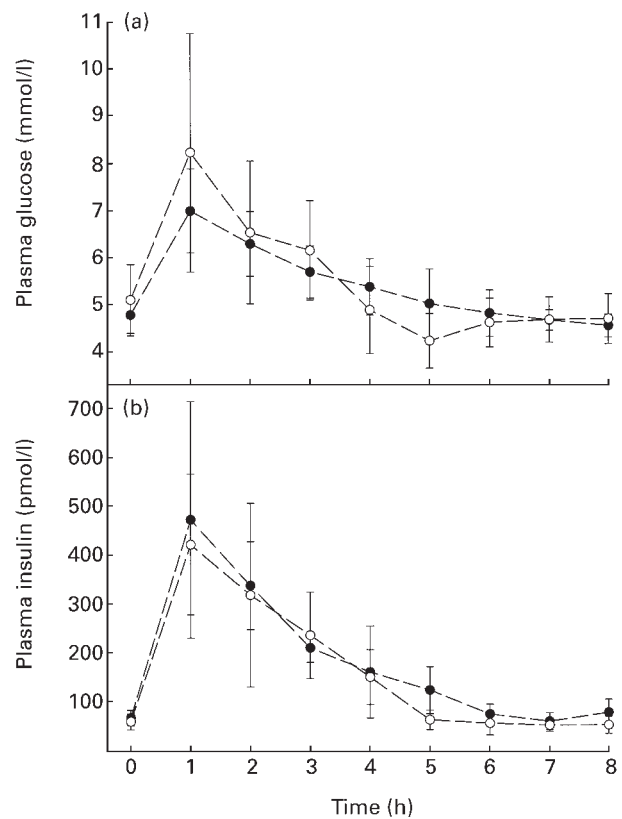 (a)
Plasma glucose (mmol/l)
11
10
9
8
7
6
5
4
(b)
Plasma insulin (pmol/l)
700
600
500
400
300
200
100
0 1 2 3 4 5 6 7 8
Time (h)